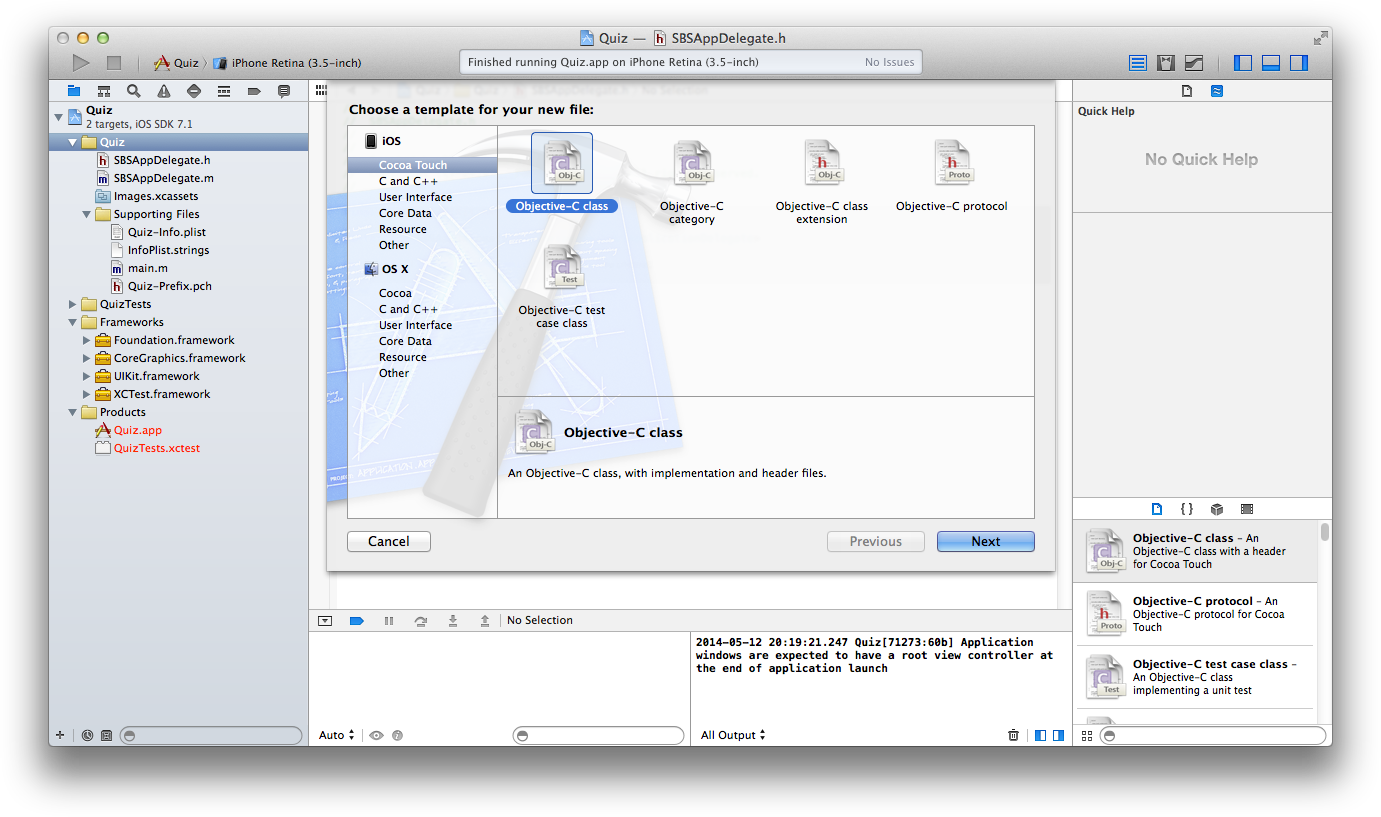 Quiz — SBSAppDelegate.h
Quiz
iPhone Retina (3.5-inch)
Finished running Quiz.app on iPhone Retina (3.5-inch)
No Issues
Quiz
2 targets, iOS SDK 7.1
Quiz
SBSAppDelegate.h
SBSAppDelegate.m
Images.xcassets
Supporting Files
Quiz-Info.plist
InfoPlist.strings
main.m
Quiz-Prefix.pch
QuizTests
Frameworks
Foundation.framework
CoreGraphics.framework
UIKit.framework
XCTest.framework
Products
Quiz.app
QuizTests.xctest
Choose a template for your new file:
iOS
Cocoa Touch
C and C++
User Interface
Core Data
Resource
Other
OS X
Cocoa
C and C++
User Interface
Core Data
Resource
Other
Obj-C
Objective-C class
Obj-C
Objective-C
category
Obj-C
Objective-C class
extension
Proto
Objective-C protocol
Test
Objective-C test
case class
Obj-C
Objective-C class
An Objective-C class, with implementation and header files.
Cancel
Previous
Next
No Selection
2014-05-12 20:19:21.247 Quiz[71273:60b] Application
windows are expected to have a root view controller at
the end of application launch
Auto
All Output
Quick Help
No Quick Help
Obj-C
Objective-C class - An
Objective-C class with a header
for Cocoa Touch
Proto
Objective-C protocol - An
Objective-C protocol for Cocoa
Touch
Test
Objective-C test case class -
An Objective-C class
implementing a unit test